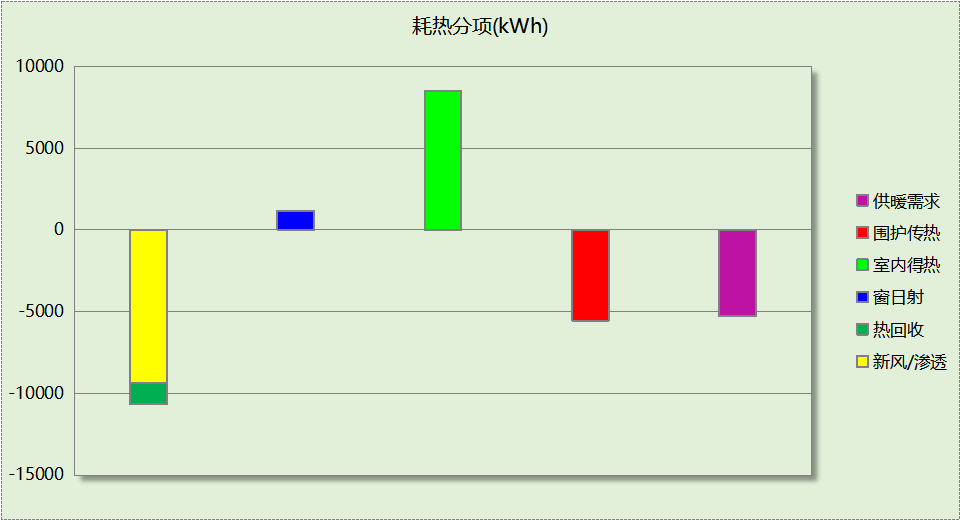 耗热分项(kWh)
10000
5000
0
-5000
-10000
-15000
供暖需求
围护传热
室内得热
窗日射
热回收
新风/渗透